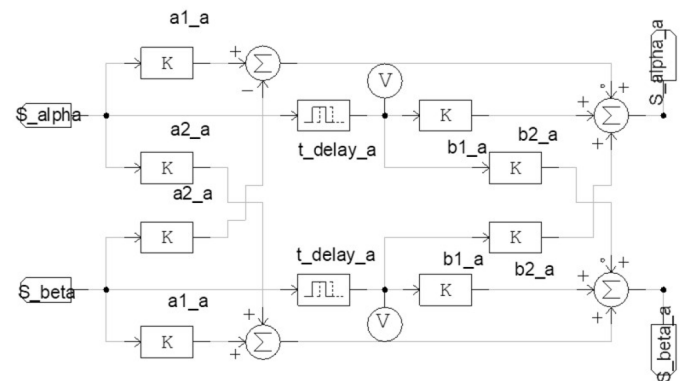 a1_a
S_alpha_a
K
+
Σ
−
V
S_alpha
a2_a
t_delay_a
K
b1_a
b2_a
+
+
Σ
+
K
a2_a
K
K
t_delay_a
K
b1_a
b2_a
S_beta
a1_a
K
+
+
Σ
V
K
+
+
Σ
+
S_beta_a